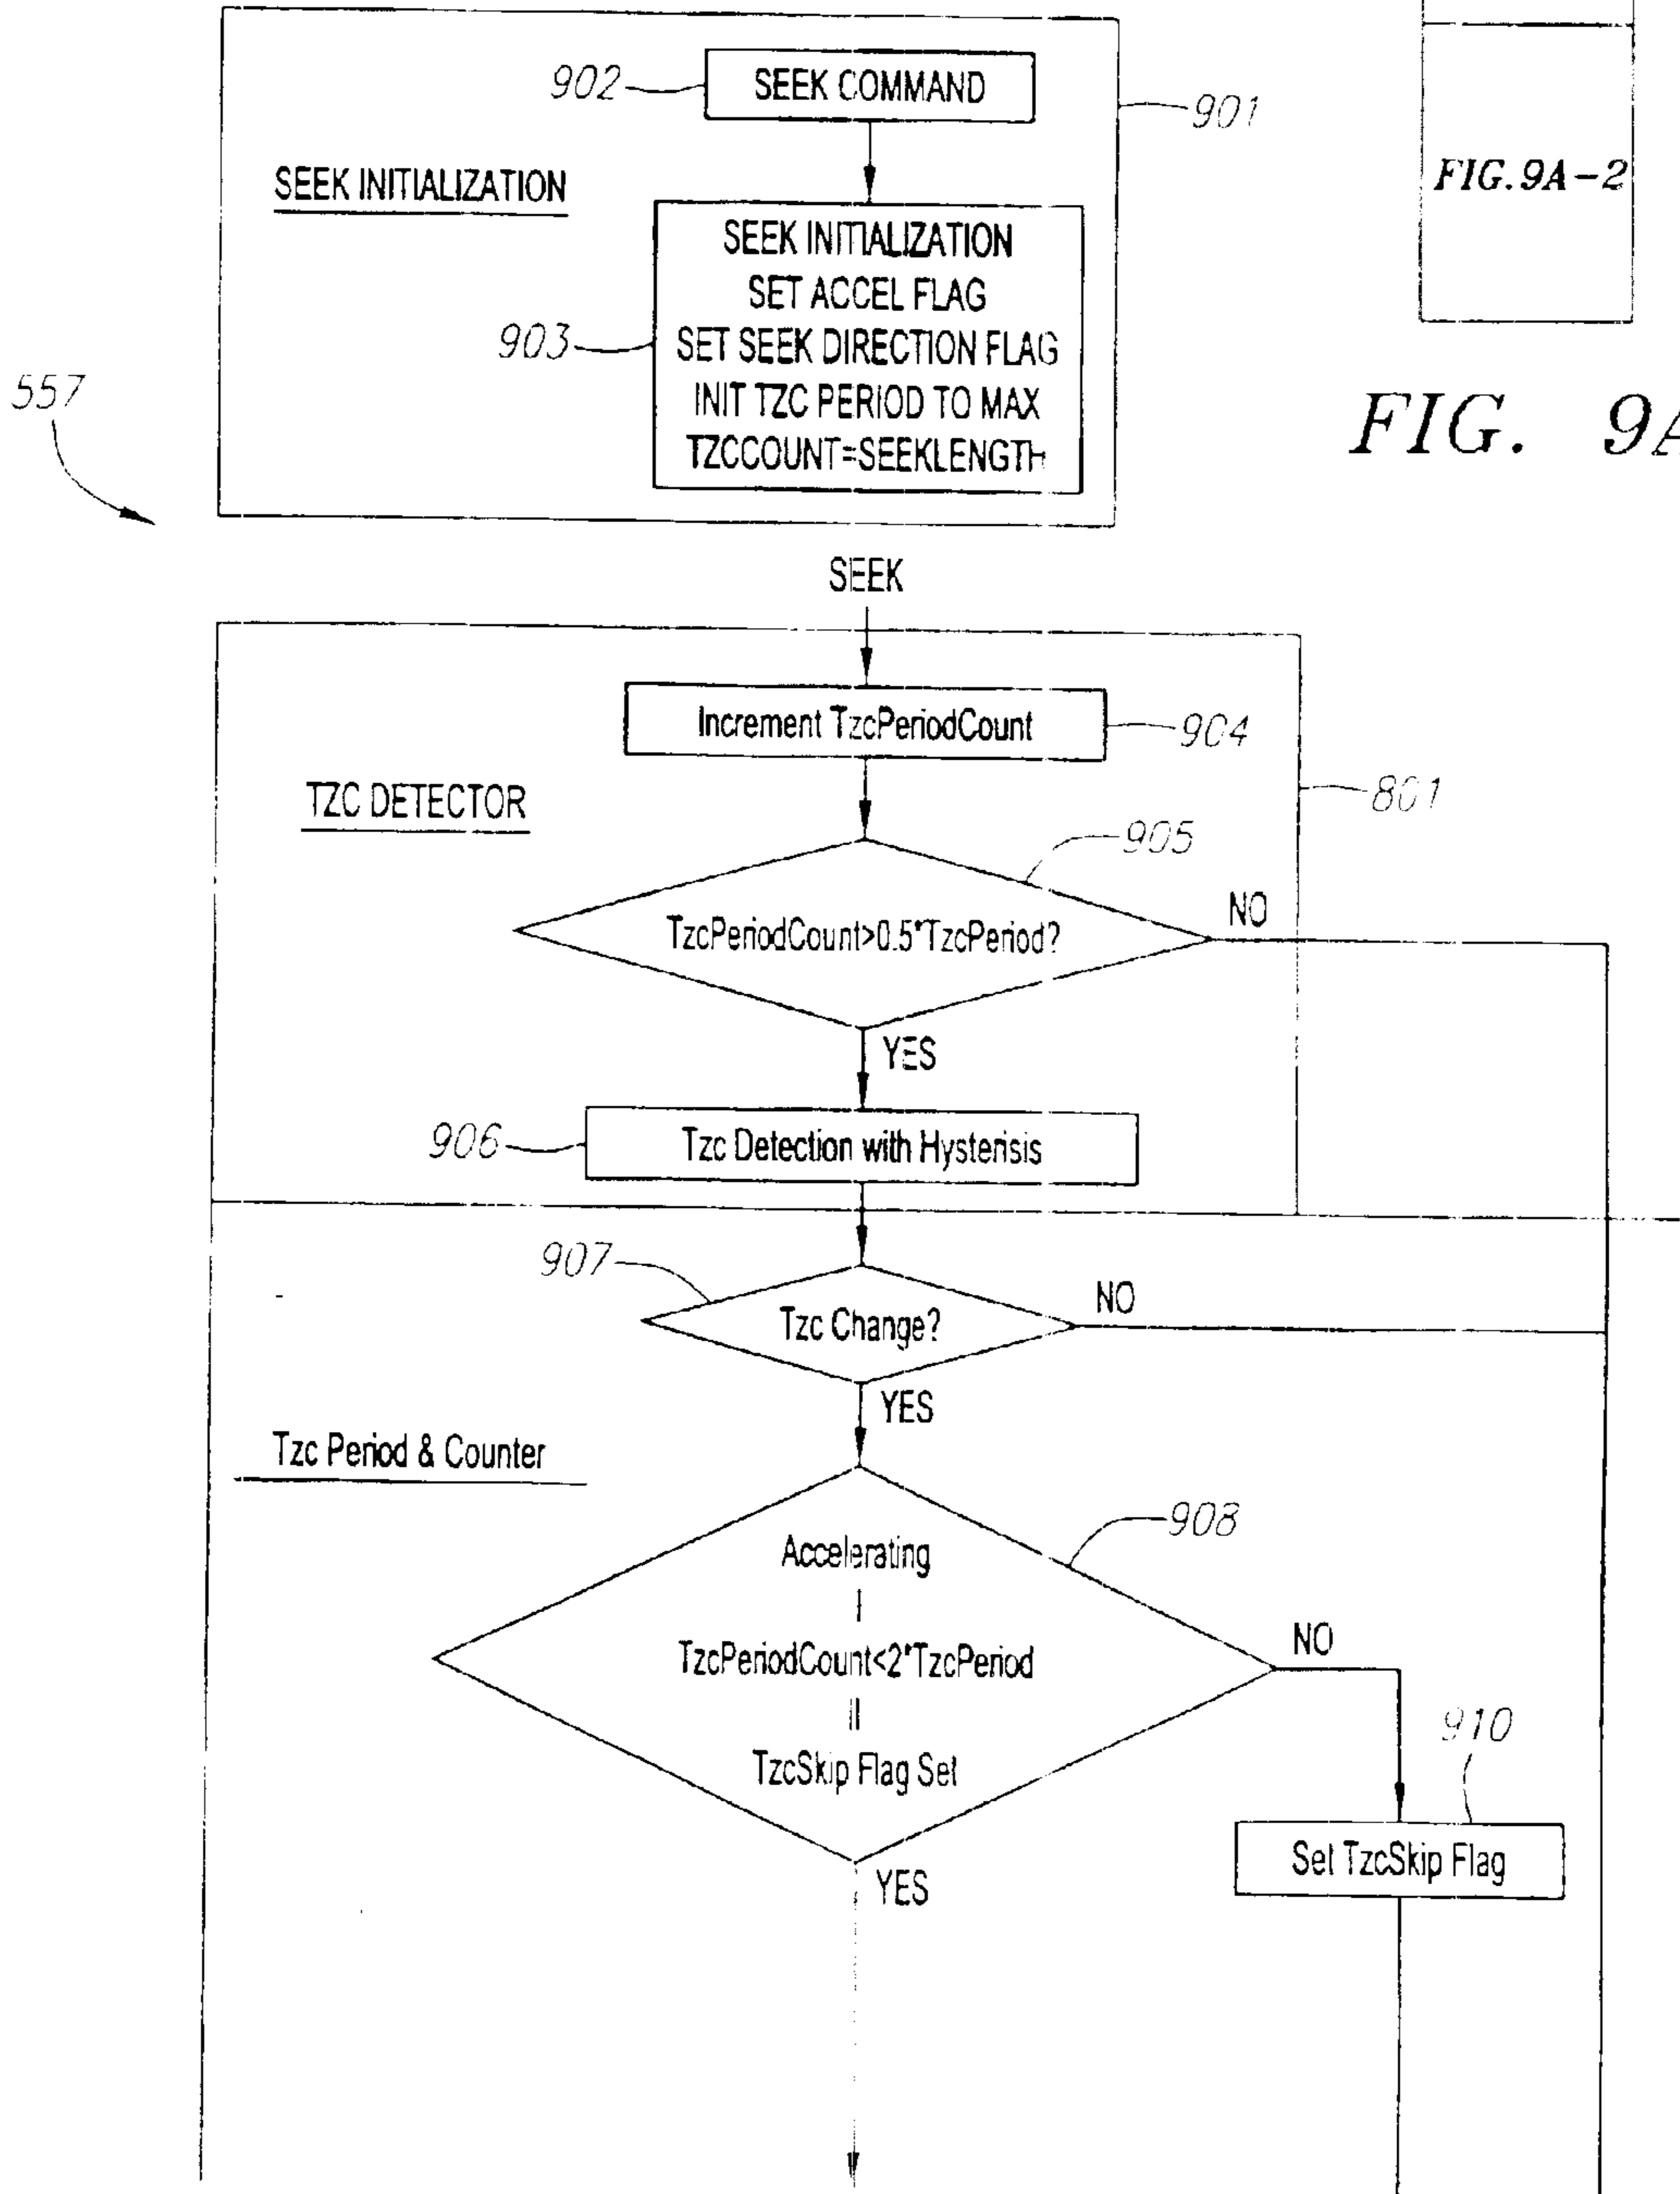 902
SEEK COMMAND
901
SEEK INITIALIZATION
FIG. 9A-2
903
SEEK INITIALIZATION
SET ACCEL FLAG
SET SEEK DIRECTION FLAG
INIT TZC PERIOD TO MAX
TZCCOUNT=SEEKLENGTH
557
FIG. 9A
SEEK
Increment TzcPeriodCount
904
TZC DETECTOR
801
905
TzcPeriodCount>0.5*TzcPeriod?
NO
YES
906
Tzc Detection with Hysterisis
907
Tzc Change?
NO
YES
Tzc Period & Counter
908
Accelerating
|
TzcPeriodCount<2*TzcPeriod
||
TzcSkip Flag Set
NO
910
Set TzcSkip Flag
YES